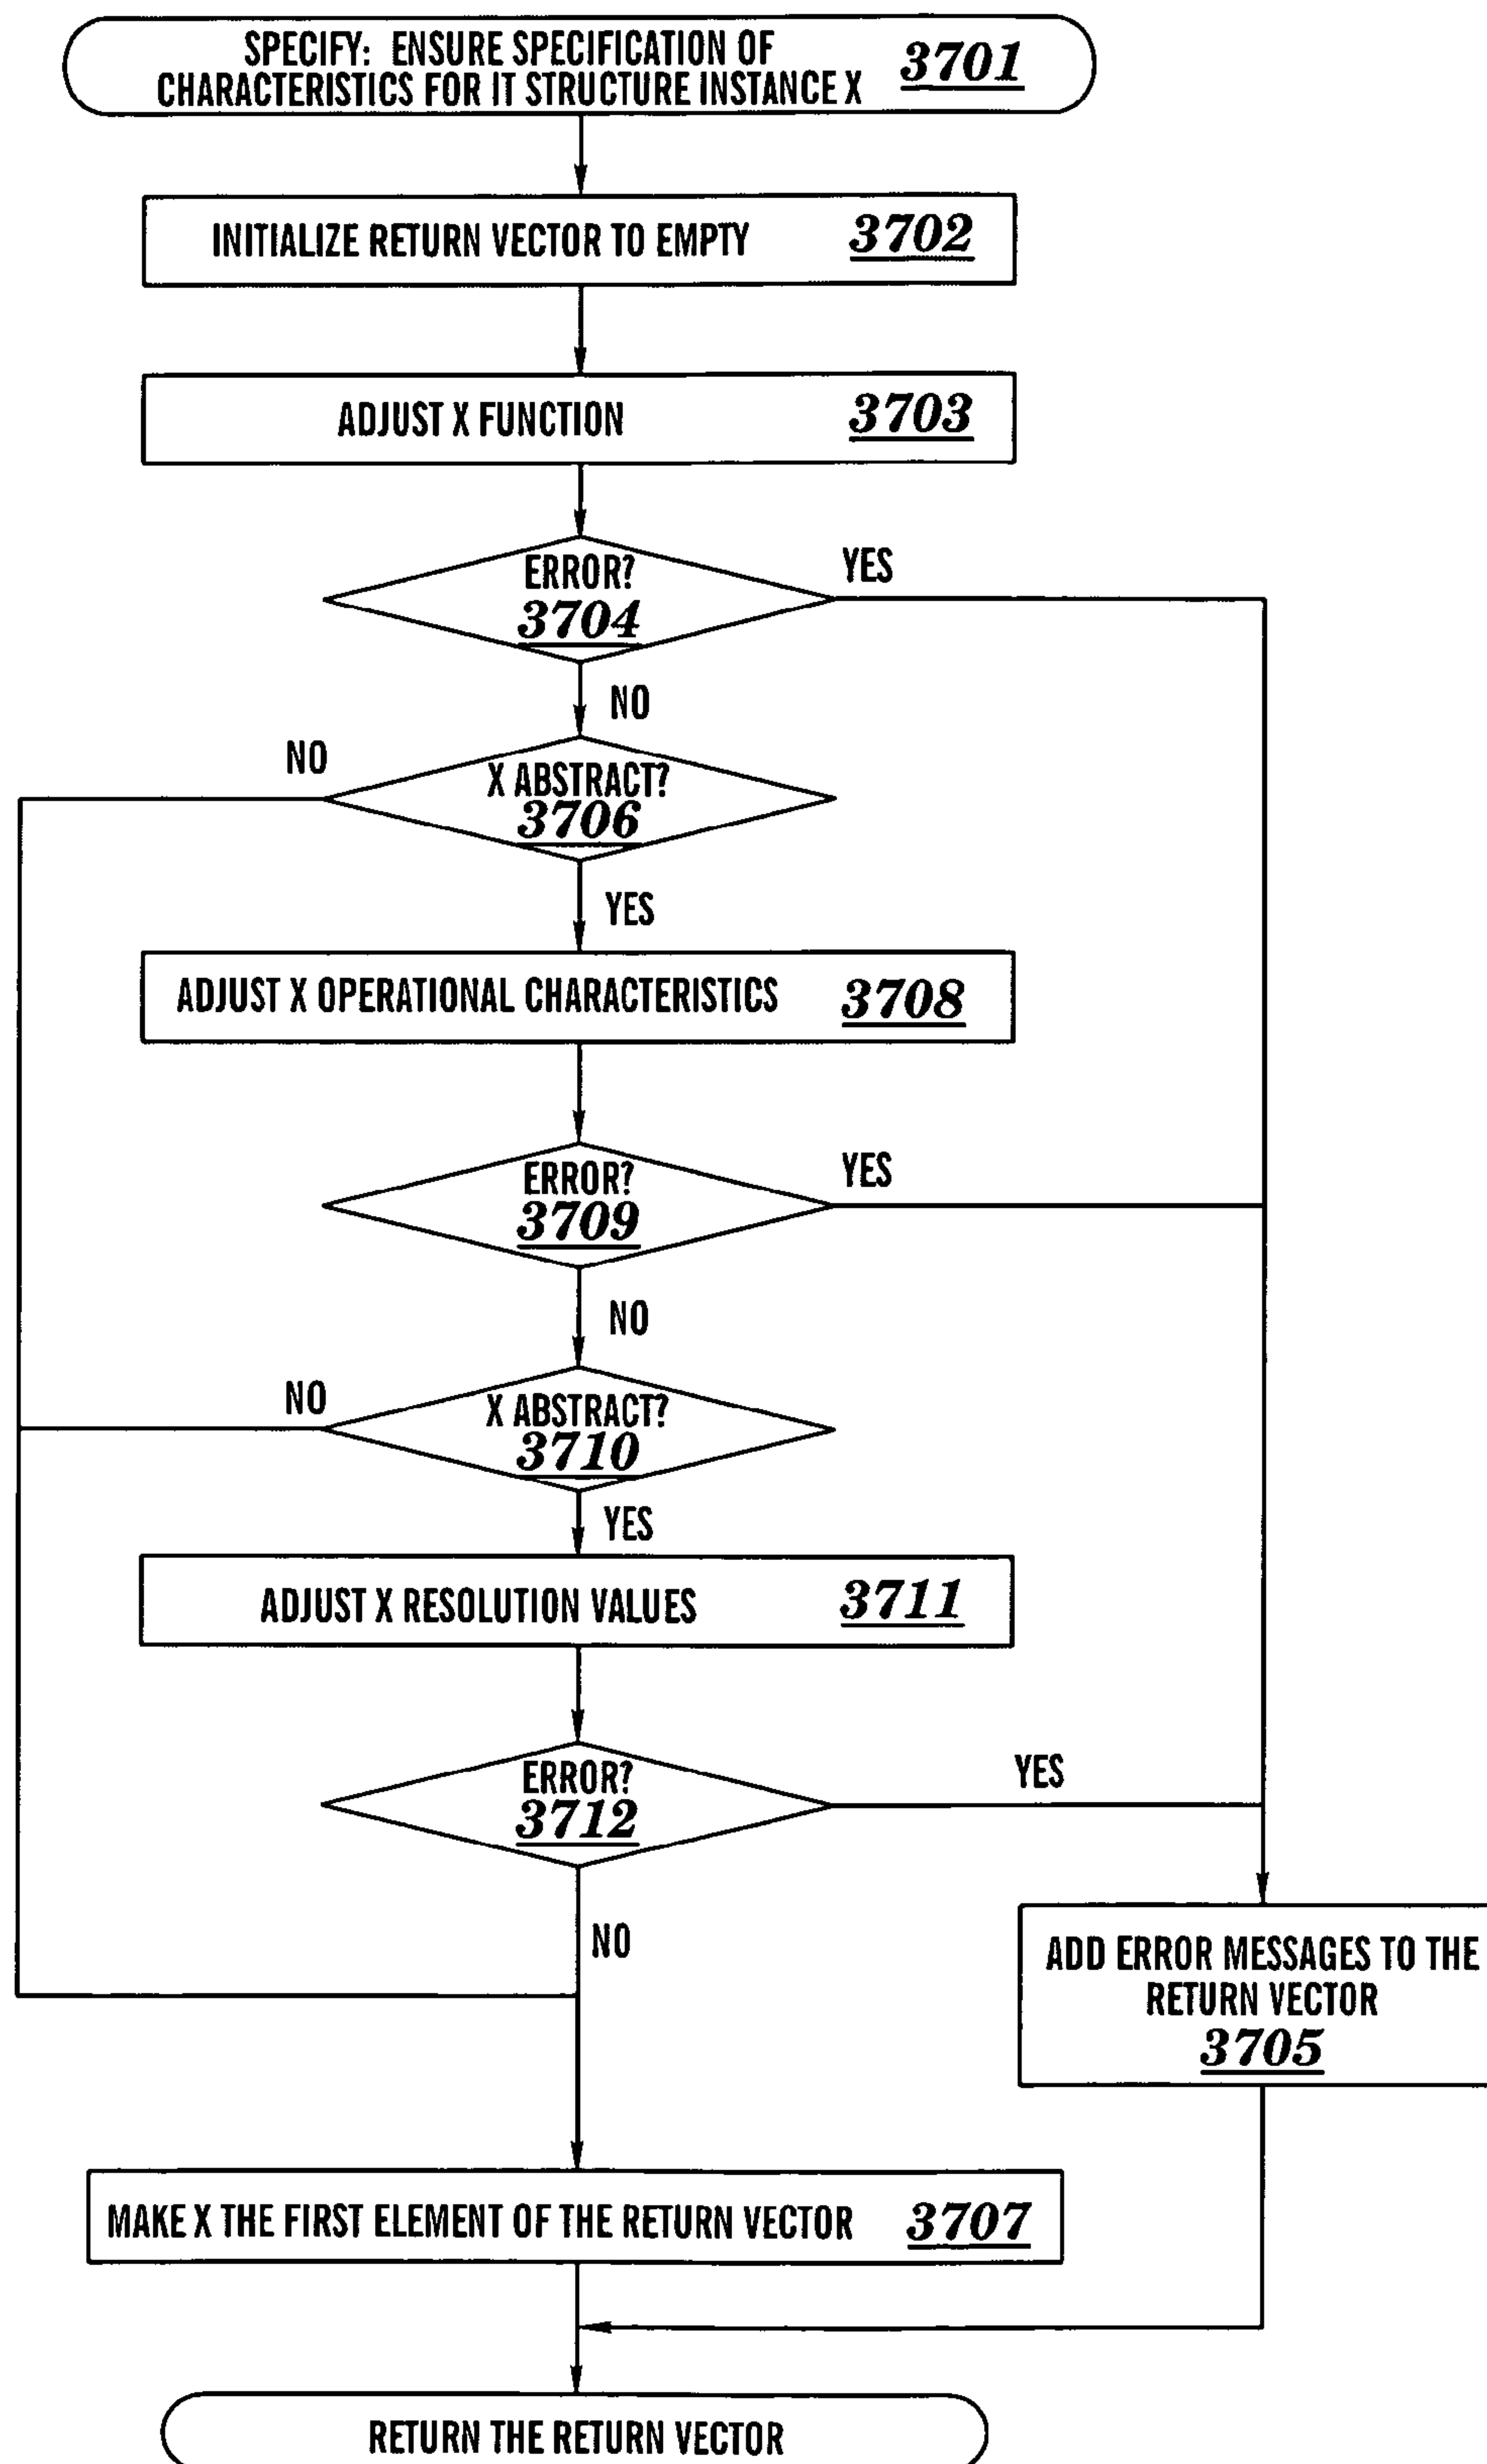 SPECIFY: ENSURE SPECIFICATION OF
CHARACTERISTICS FOR IT STRUCTURE INSTANCE X 3701
INITIALIZE RETURN VECTOR TO EMPTY 3702
ADJUST X FUNCTION 3703
ERROR?
3704
YES
NO
NO
X ABSTRACT?
3706
YES
ADJUST X OPERATIONAL CHARACTERISTICS 3708
ERROR?
3709
YES
NO
NO
X ABSTRACT?
3710
YES
ADJUST X RESOLUTION VALUES 3711
ERROR?
3712
YES
NO
ADD ERROR MESSAGES TO THE
RETURN VECTOR
3705
MAKE X THE FIRST ELEMENT OF THE RETURN VECTOR 3707
RETURN THE RETURN VECTOR